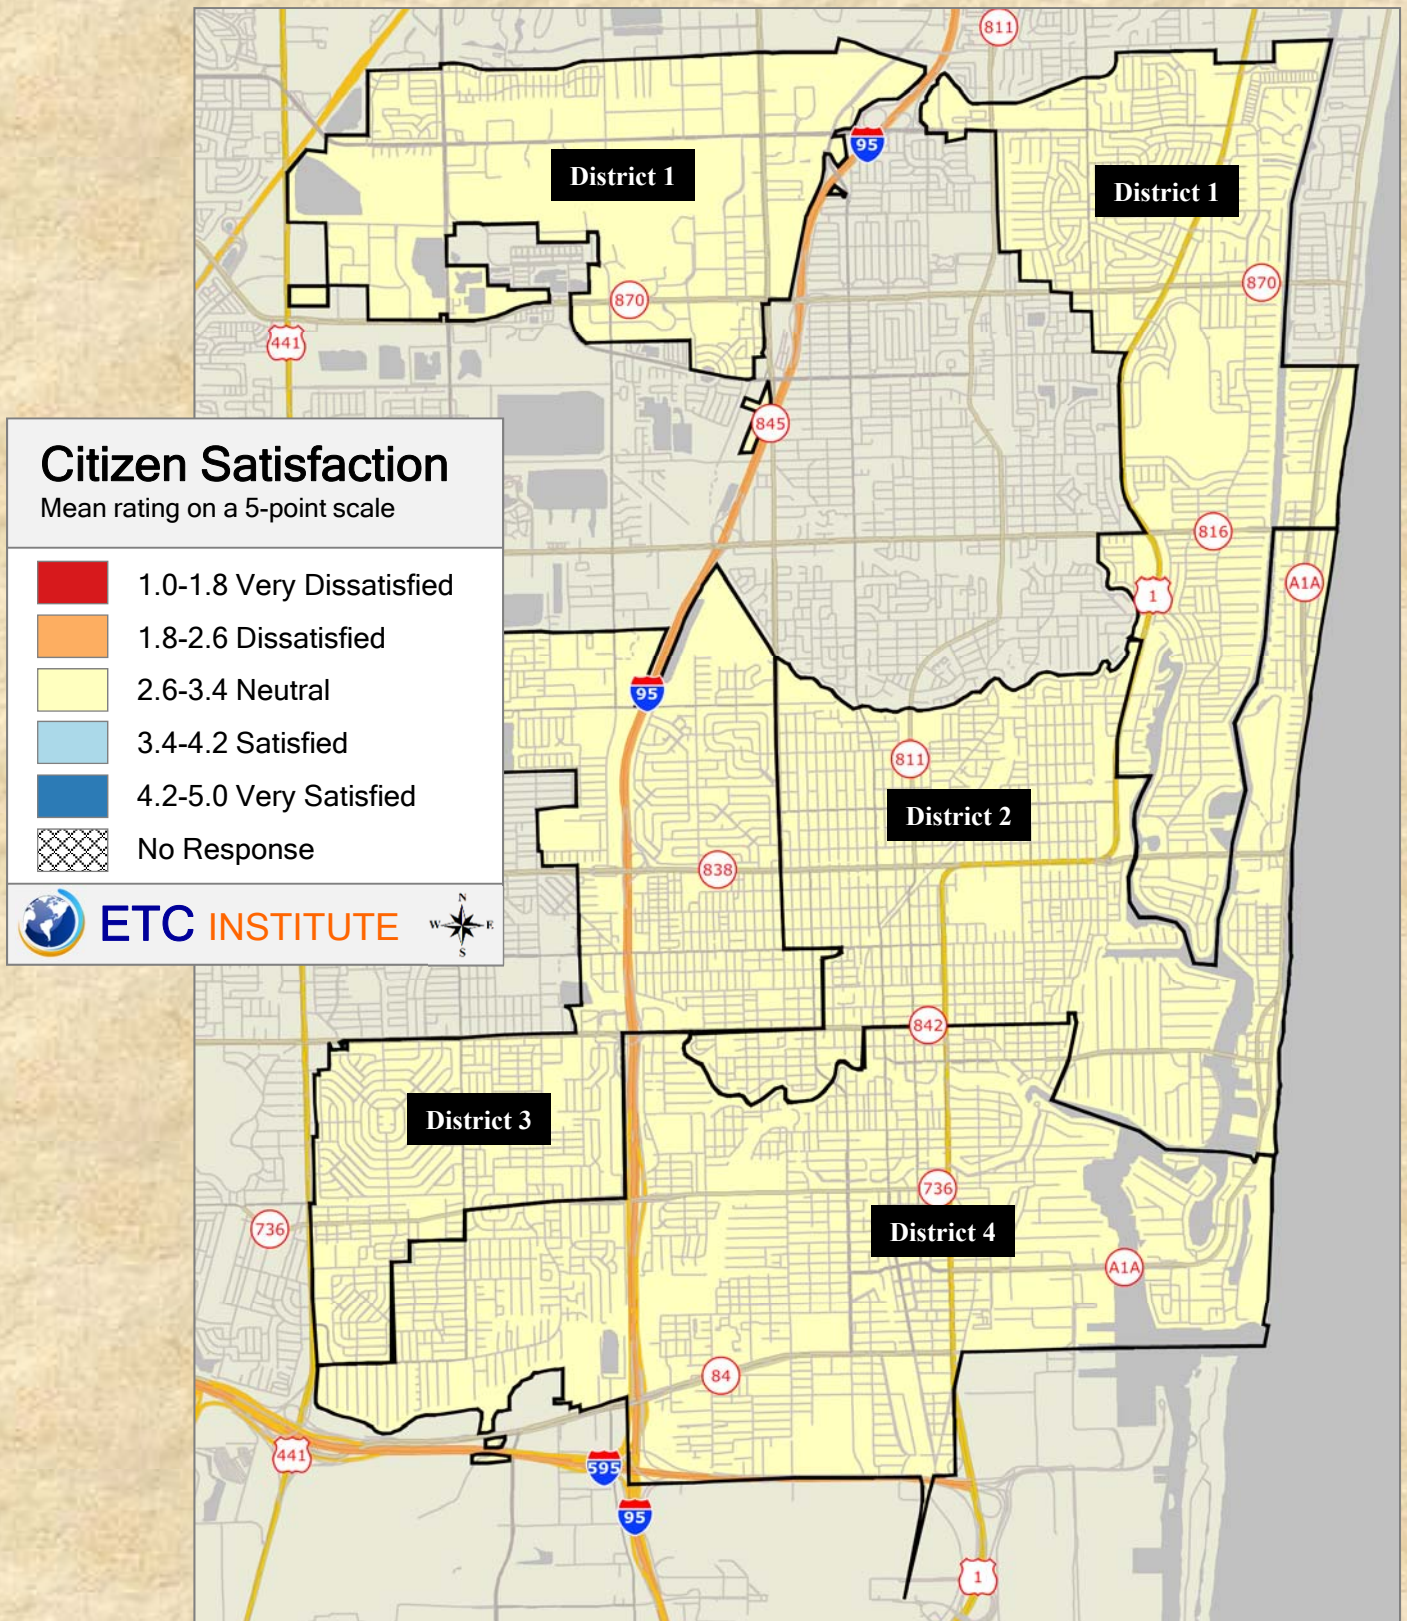 811
95
District 1
District 1
870
870
441
845
Citizen Satisfaction
Mean rating on a 5-point scale
1.0-1.8 Very Dissatisfied
1.8-2.6 Dissatisfied
2.6-3.4 Neutral
3.4-4.2 Satisfied
4.2-5.0 Very Satisfied
No Response
ETC INSTITUTE
N
W E
S
816
A1A
1
95
811
District 2
838
842
District 3
736
736
District 4
A1A
84
441
595
95
1